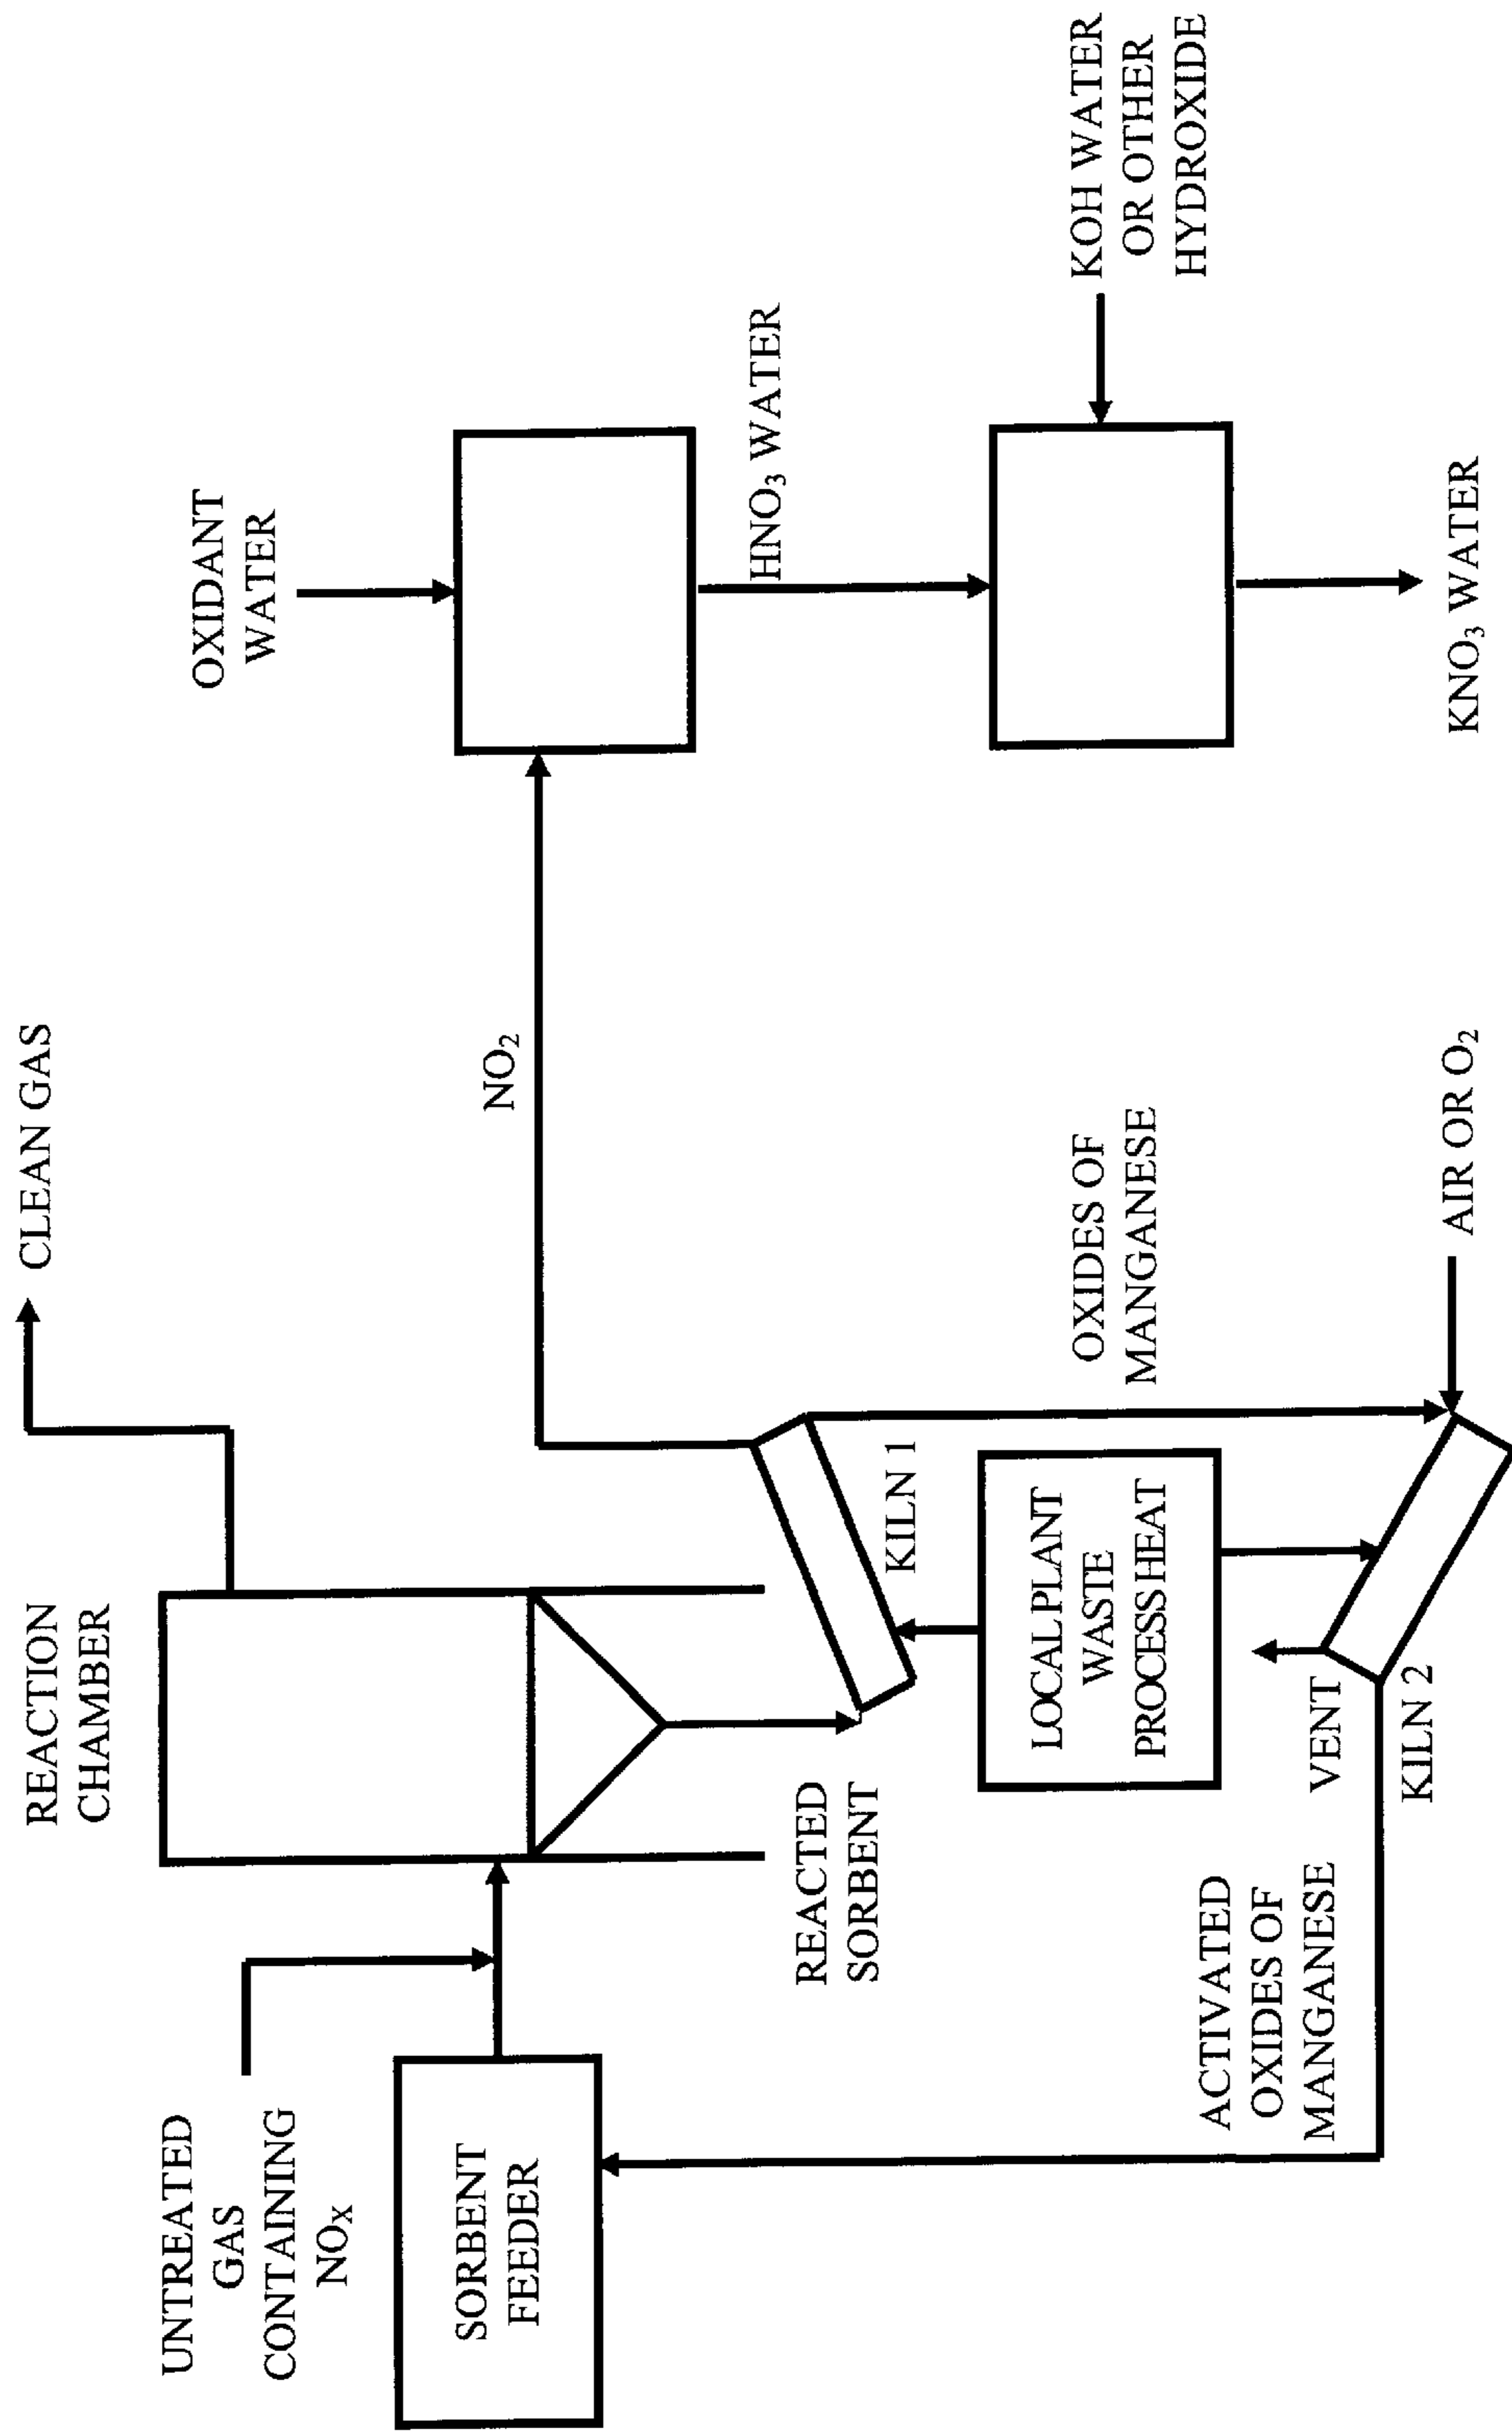 CLEAN GAS
REACTION
CHAMBER
UNTREATED
GAS
CONTAINING
NOX
SORBENT
FEEDER
REACTED
SORBENT
KILN 1
NO2
OXIDANT
WATER
HNO3 WATER
KOH WATER
OR OTHER
HYDROXIDE
KNO3 WATER
LOCAL PLANT
WASTE
PROCESS HEAT
OXIDES OF
MANGANESE
AIR OR O2
VENT
KILN 2
ACTIVATED
OXIDES OF
MANGANESE